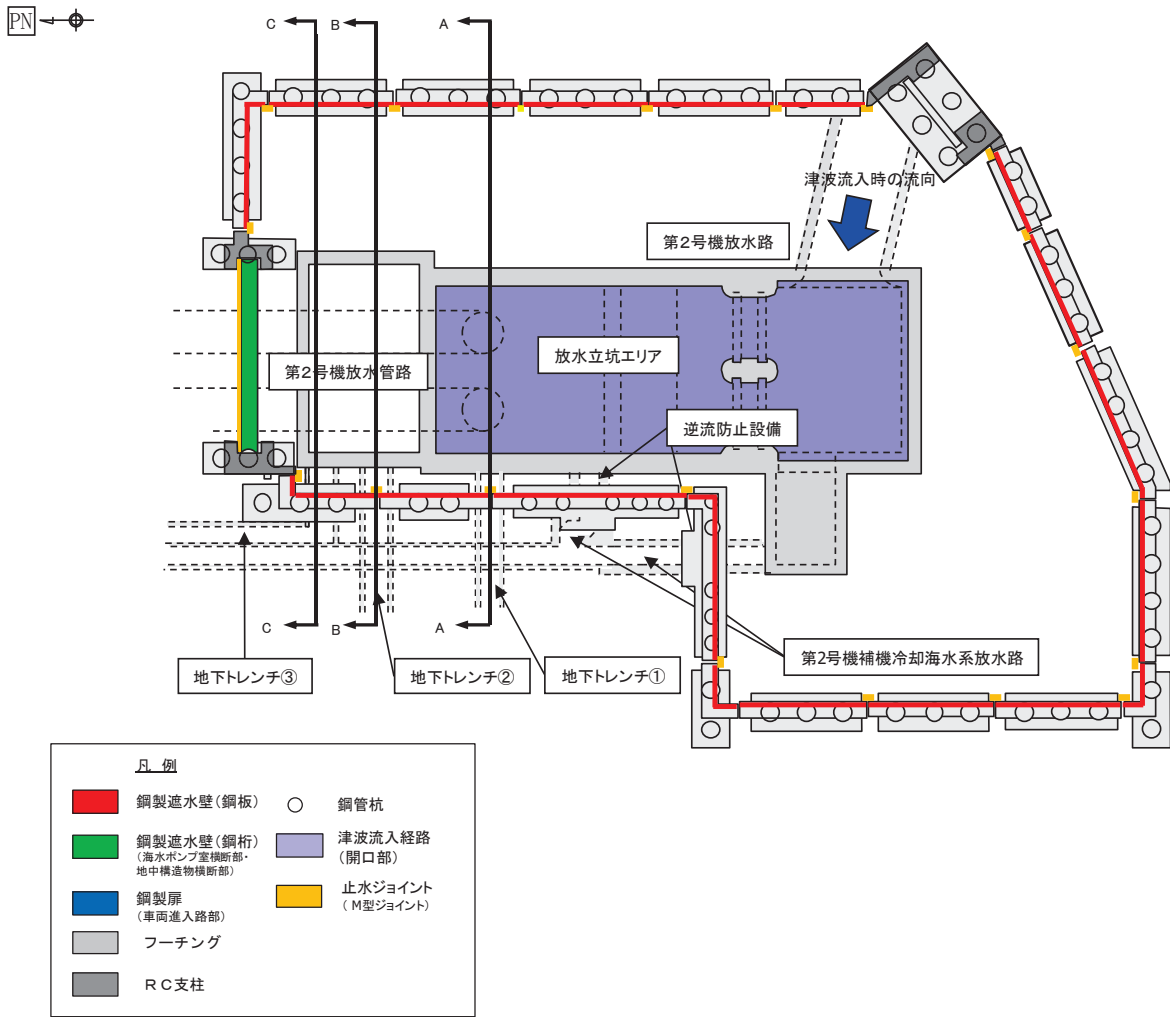 PN
C
B
A
津波流入時の流向
第2号機放水路
放水立坑エリア
第2号機放水管路
逆流防止設備
C
B
A
地下トレンチ③
地下トレンチ②
地下トレンチ①
第2号機補機冷却海水系放水路
凡 例
鋼製遮水壁(鋼板)
鋼管杭
鋼製遮水壁(鋼桁)
(海水ポンプ室横断部・
地中構造物横断部)
津波流入経路
(開口部)
鋼製扉
(車両進入路部)
止水ジョイント
(M型ジョイント)
フーチング
RC支柱